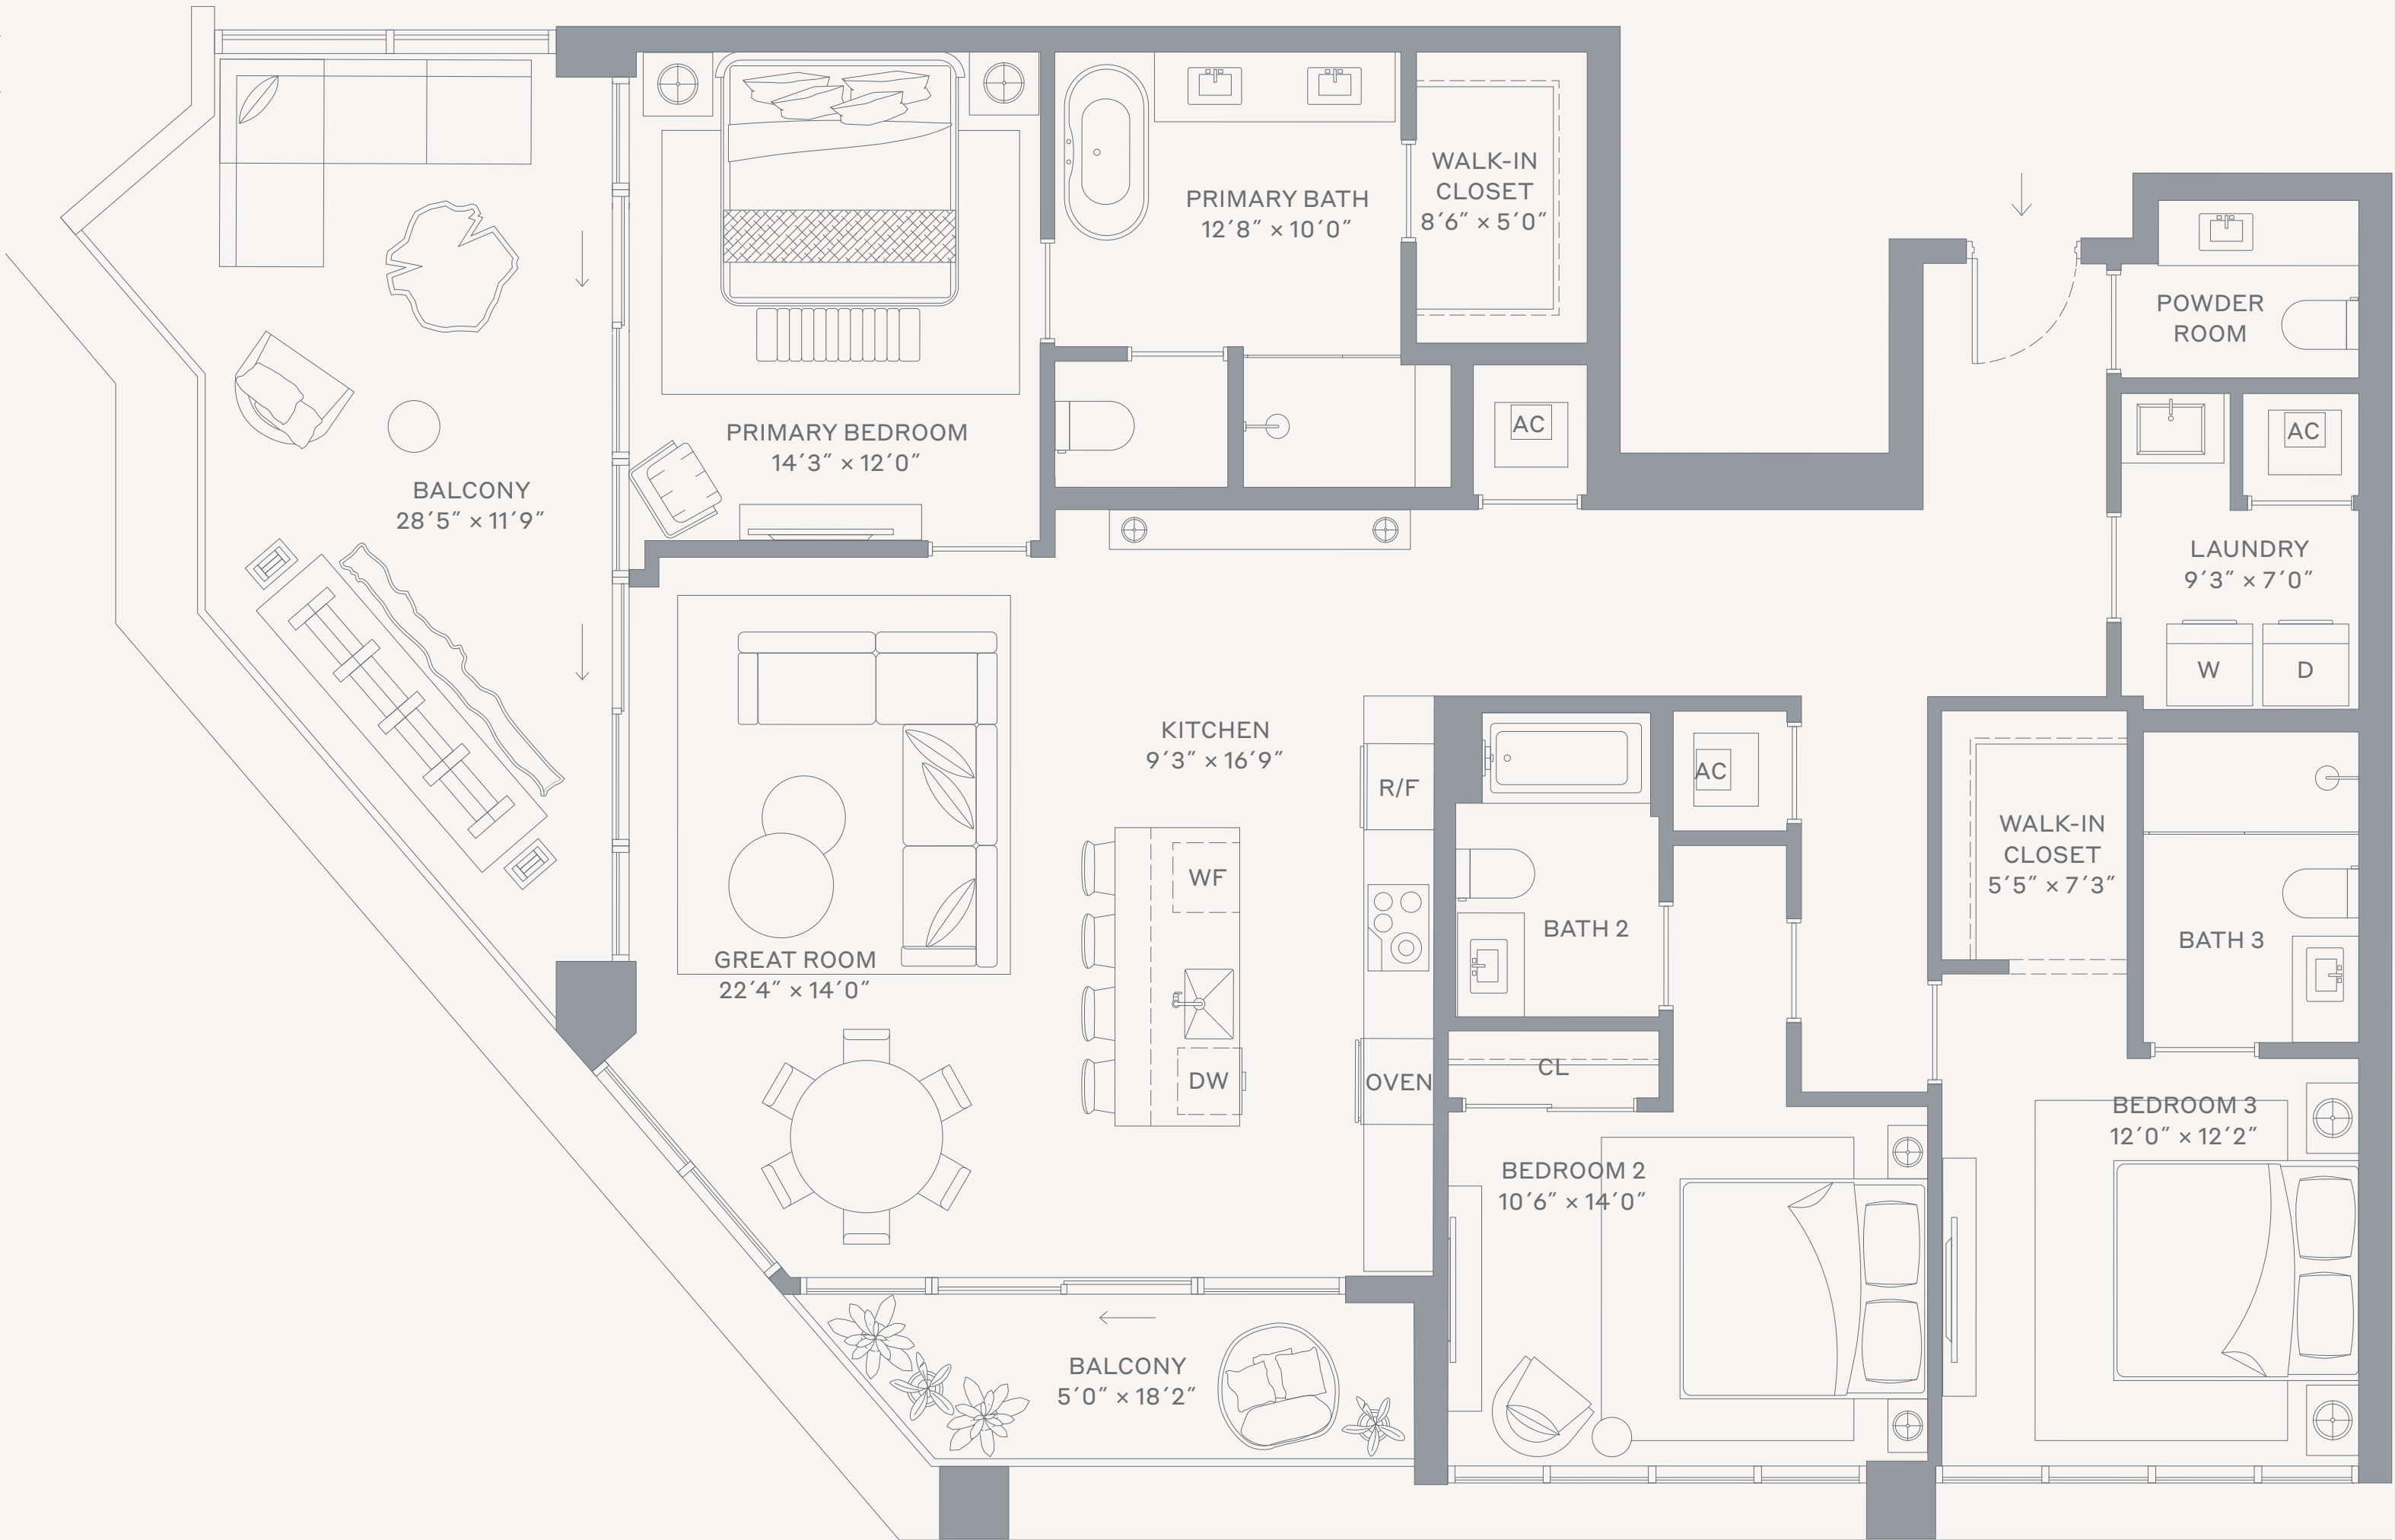 PRIMARY BATH
12′8″ × 10′0″
WALK-IN
CLOSET
8′6″ × 5′0″
POWDER
ROOM
PRIMARY BEDROOM
14′3″ × 12′0″
AC
AC
BALCONY
28′5″ × 11′9″
LAUNDRY
9′3″ × 7′0″
W
D
KITCHEN
9′3″ × 16′9″
R/F
AC
WALK-IN
CLOSET
5′5″ × 7′3″
WF
BATH 2
BATH 3
GREAT ROOM
22′4″ × 14′0″
DW
OVEN
CL
BEDROOM 3
12′0″ × 12′2″
BEDROOM 2
10′6″ × 14′0″
BALCONY
5′0″ × 18′2″